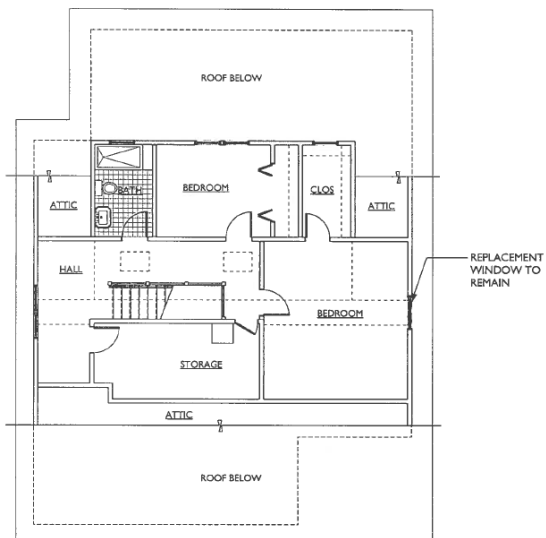 ROOF BELOW
BATH
BEDROOM
CLOS
ATTIC
ATTIC
HALL
REPLACEMENT
WINDOW TO
REMAIN
BEDROOM
STORAGE
ATTIC
ROOF BELOW